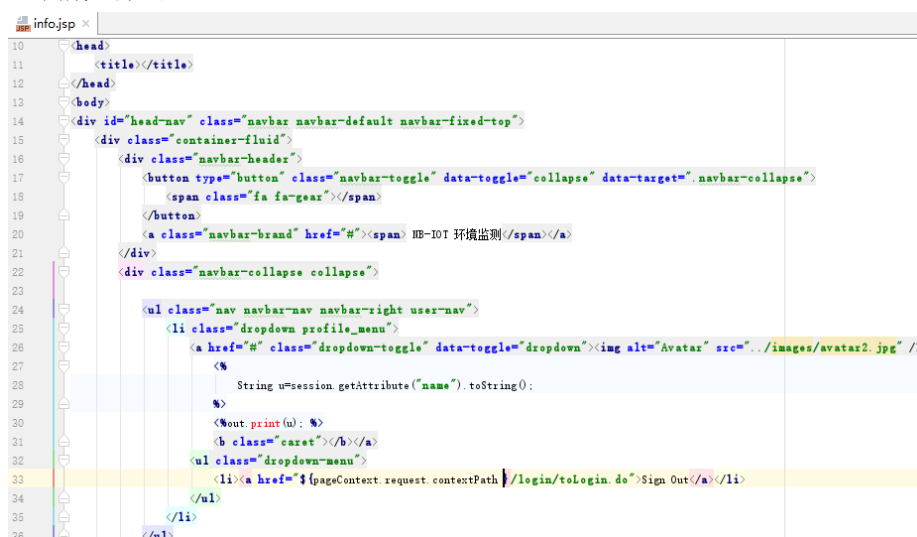 info.jsp ×
10 <head>
11 <title></title>
12 </head>
13 <body>
14 <div id="head-nav" class="navbar navbar-default navbar-fixed-top">
15 <div class="container-fluid">
16 <div class="navbar-header">
17 <button type="button" class="navbar-toggle" data-toggle="collapse" data-target=".navbar-collapse">
18 <span class="fa fa-gear"></span>
19 </button>
20 <a class="navbar-brand" href="#"><span> NB-IOT 环境监测</span></a>
21 </div>
22 <div class="navbar-collapse collapse">
23
24 <ul class="nav navbar-nav navbar-right user-nav">
25 <li class="dropdown profile_menu">
26 <a href="#" class="dropdown-toggle" data-toggle="dropdown"><img alt="Avatar" src="../images/avatar2.jpg" /
27 <%
28 String u=session.getAttribute("name").toString();
29 %>
30 <%out.print(u); %>
31 <b class="caret"></b></a>
32 <ul class="dropdown-menu">
33 <li><a href="${pageContext.request.contextPath }/login/toLogin.do">Sign Out</a></li>
34 </ul>
35 </li>
36 </ul>